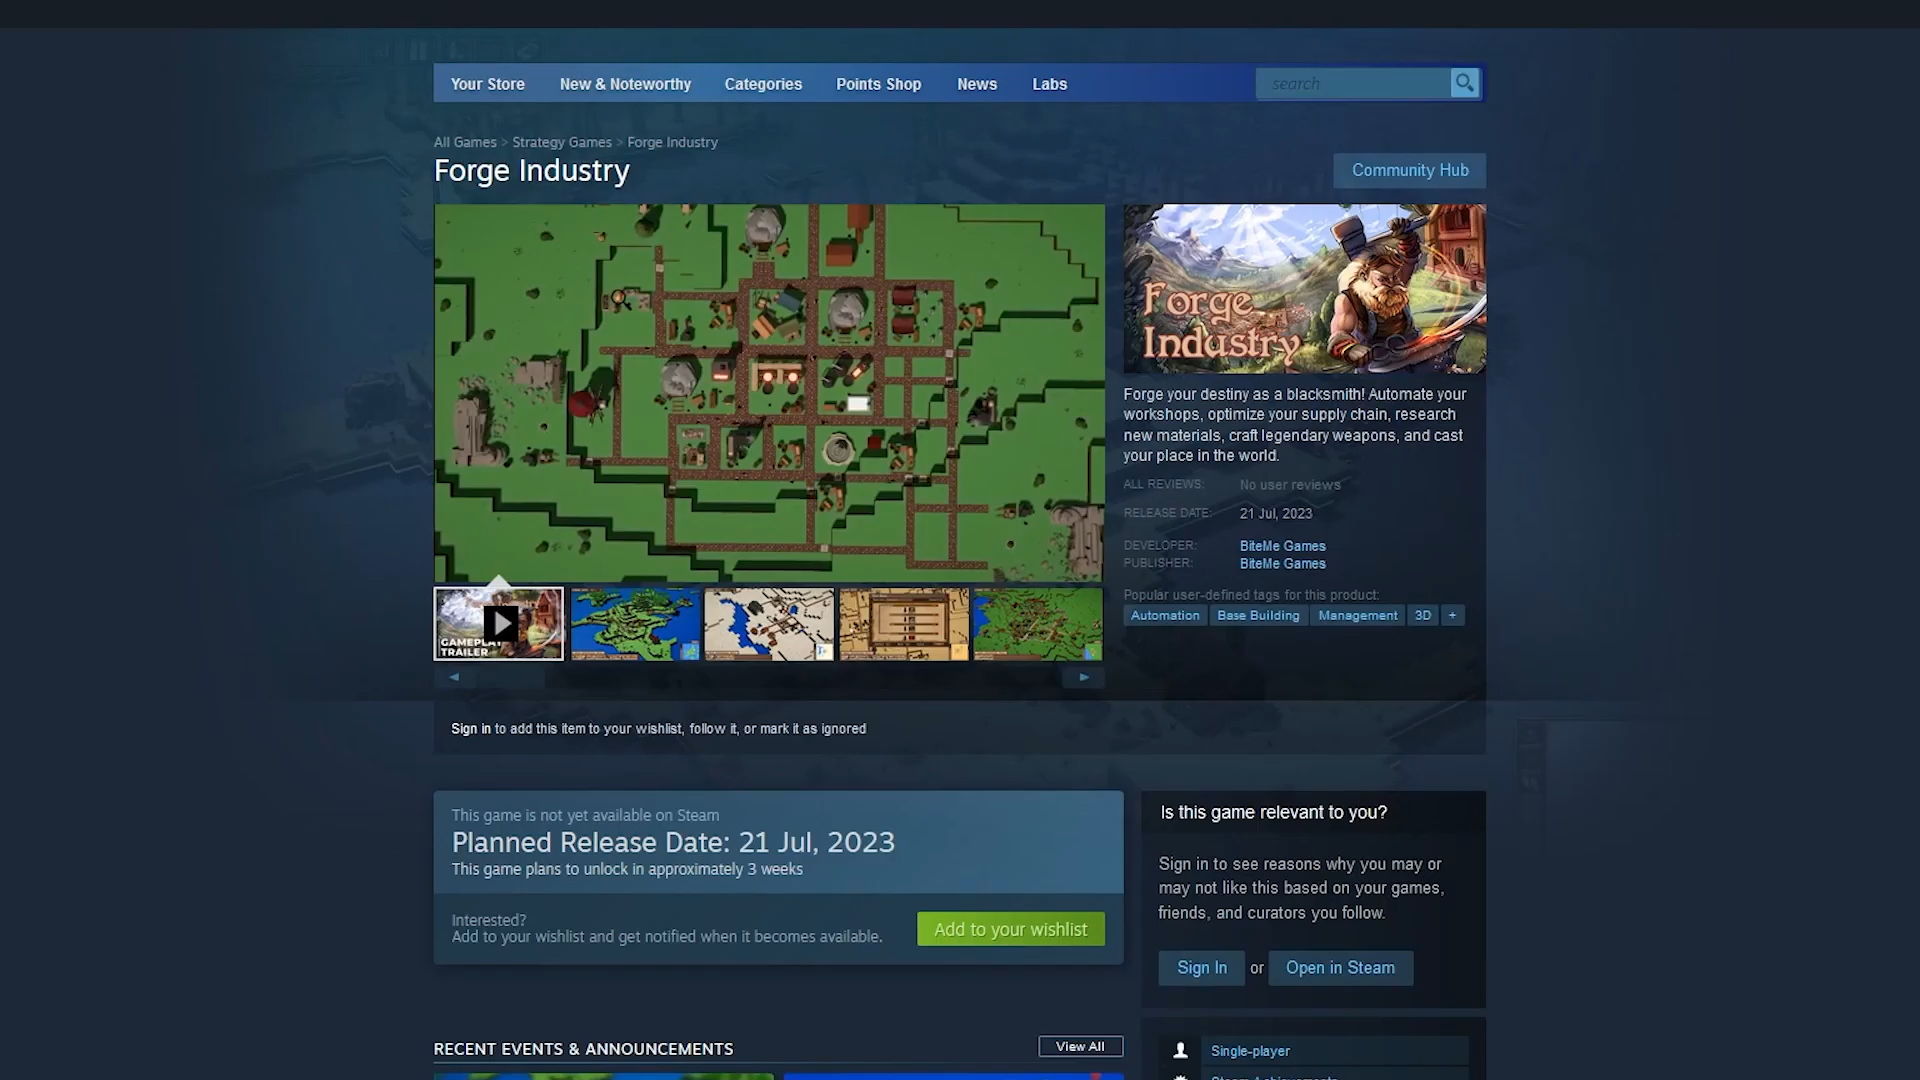 Your Store New & Noteworthy Categories Points Shop News Labs search
All Games > Strategy Games > Forge Industry
Forge Industry
Community Hub
Forge
Industry
Forge your destiny as a blacksmith! Automate your
workshops, optimize your supply chain, research
new materials, craft legendary weapons, and cast
your place in the world.
ALL REVIEWS: No user reviews
RELEASE DATE: 21 Jul, 2023
DEVELOPER: BiteMe Games
PUBLISHER: BiteMe Games
Popular user-defined tags for this product:
Automation Base Building Management 3D +
GAMEPLAY
TRAILER
Sign in to add this item to your wishlist, follow it, or mark it as ignored
This game is not yet available on Steam
Planned Release Date: 21 Jul, 2023
This game plans to unlock in approximately 3 weeks
Interested?
Add to your wishlist and get notified when it becomes available.
Add to your wishlist
Is this game relevant to you?
Sign in to see reasons why you may or
may not like this based on your games,
friends, and curators you follow.
Sign In or Open in Steam
RECENT EVENTS & ANNOUNCEMENTS
View All
Single-player
Steam Achievements